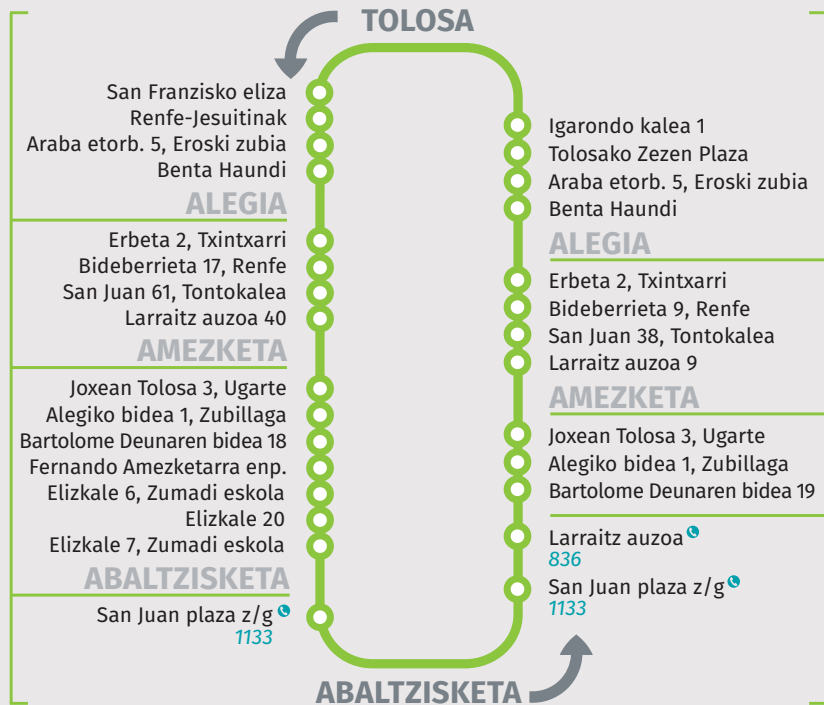 TOLOSA
San Franzisko eliza
Renfe-Jesuitinak
Araba etorb. 5, Eroski zubia
Benta Haundi
ALEGIA
Erbeta 2, Txintxarri
Bideberrieta 17, Renfe
San Juan 61, Tontokalea
Larraitz auzoa 40
AMEZKETA
Joxean Tolosa 3, Ugarte
Alegiko bidea 1, Zubillaga
Bartolome Deunaren bidea 18
Fernando Amezketarra enp.
Elizkale 6, Zumadi eskola
Elizkale 20
Elizkale 7, Zumadi eskola
ABALTZISKETA
San Juan plaza z/g
1133
Igarondo kalea 1
Tolosako Zezen Plaza
Araba etorb. 5, Eroski zubia
Benta Haundi
ALEGIA
Erbeta 2, Txintxarri
Bideberrieta 9, Renfe
San Juan 38, Tontokalea
Larraitz auzoa 9
AMEZKETA
Joxean Tolosa 3, Ugarte
Alegiko bidea 1, Zubillaga
Bartolome Deunaren bidea 19
Larraitz auzoa
836
San Juan plaza z/g
1133
ABALTZISKETA